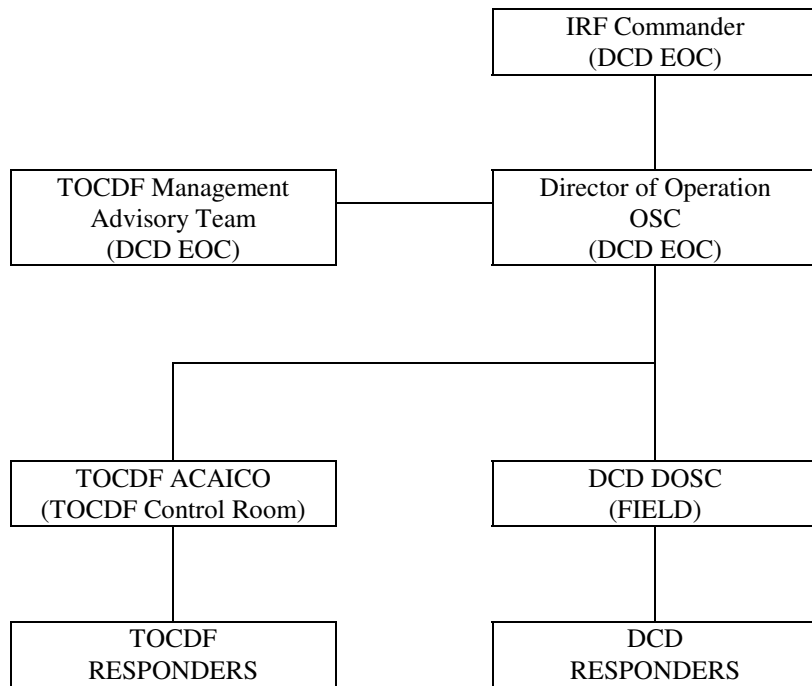 IRF Commander
(DCD EOC)
TOCDF Management
Advisory Team
(DCD EOC)
Director of Operation
OSC
(DCD EOC)
TOCDF ACAICO
(TOCDF Control Room)
DCD DOSC
(FIELD)
TOCDF
RESPONDERS
DCD
RESPONDERS